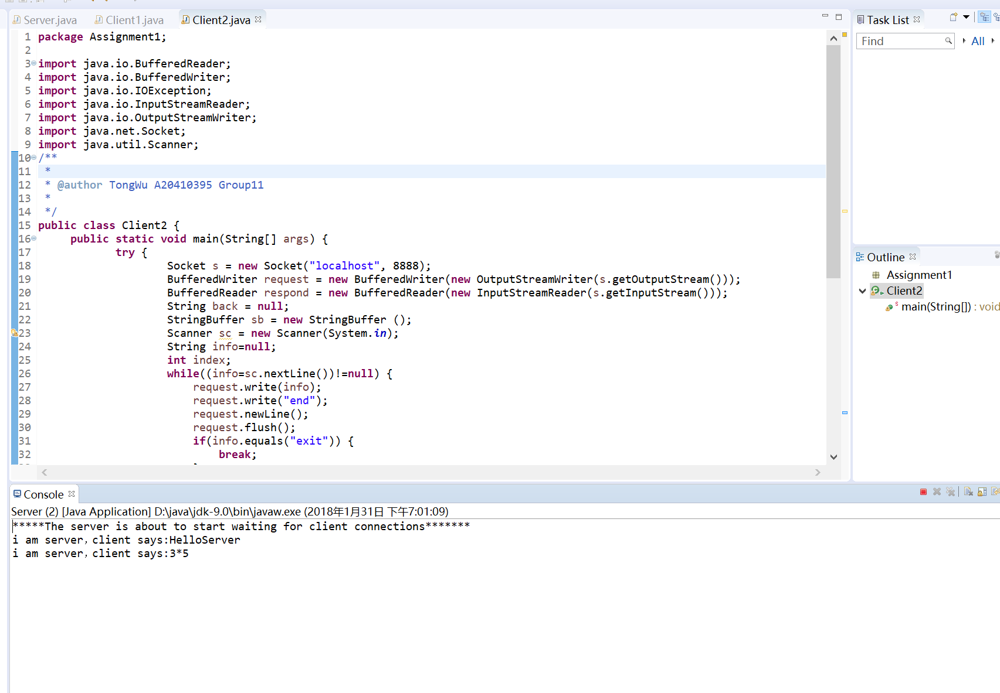 Server.java Client1.java Client2.java
1 package Assignment1;
2
3 import java.io.BufferedReader;
4 import java.io.BufferedWriter;
5 import java.io.IOException;
6 import java.io.InputStreamReader;
7 import java.io.OutputStreamWriter;
8 import java.net.Socket;
9 import java.util.Scanner;
10 /**
11 *
12 * @author TongWu A20410395 Group11
13 *
14 */
15 public class Client2 {
16 public static void main(String[] args) {
17 try {
18 Socket s = new Socket("localhost", 8888);
19 BufferedWriter request = new BufferedWriter(new OutputStreamWriter(s.getOutputStream()));
20 BufferedReader respond = new BufferedReader(new InputStreamReader(s.getInputStream()));
21 String back = null;
22 StringBuffer sb = new StringBuffer ();
23 Scanner sc = new Scanner(System.in);
24 String info=null;
25 int index;
26 while((info=sc.nextLine())!=null) {
27 request.write(info);
28 request.write("end");
29 request.newLine();
30 request.flush();
31 if(info.equals("exit")) {
32 break;
Task List
Find All
Outline
Assignment1
Client2
main(String[]) : void
Console
Server (2) [Java Application] D:\java\jdk-9.0\bin\javaw.exe (2018年1月31日 下午7:01:09)
*****The server is about to start waiting for client connections*******
i am server，client says:HelloServer
i am server，client says:3*5